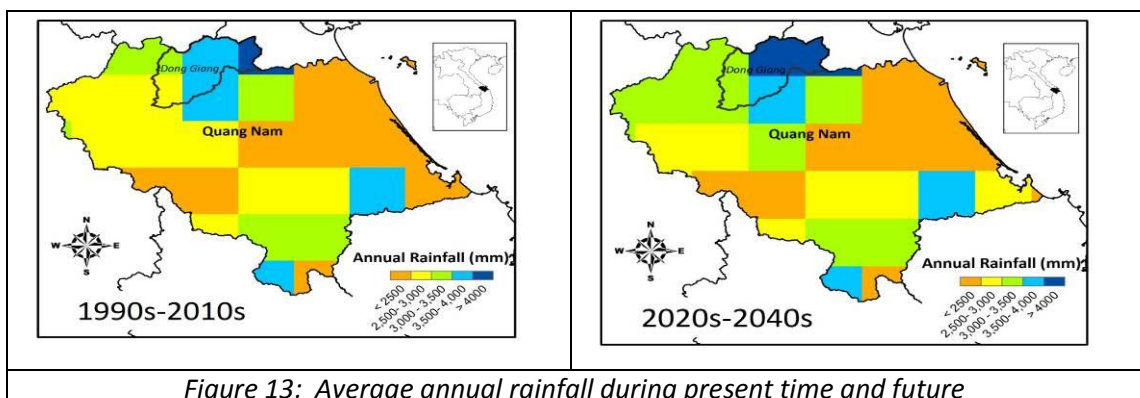 Dong Giang
Quang Nam
N
W
E
S
Annual Rainfall (mm)
< 2500
2,500-3,000
3,000 - 3,500
3,500-4,000
> 4000
1990s-2010s
Dong Giang
Quang Nam
N
W
E
S
Annual Rainfall (mm)
< 2500
2,500-3,000
3,000 - 3,500
3,500-4,000
> 4000
2020s-2040s
Figure 13: Average annual rainfall during present time and future